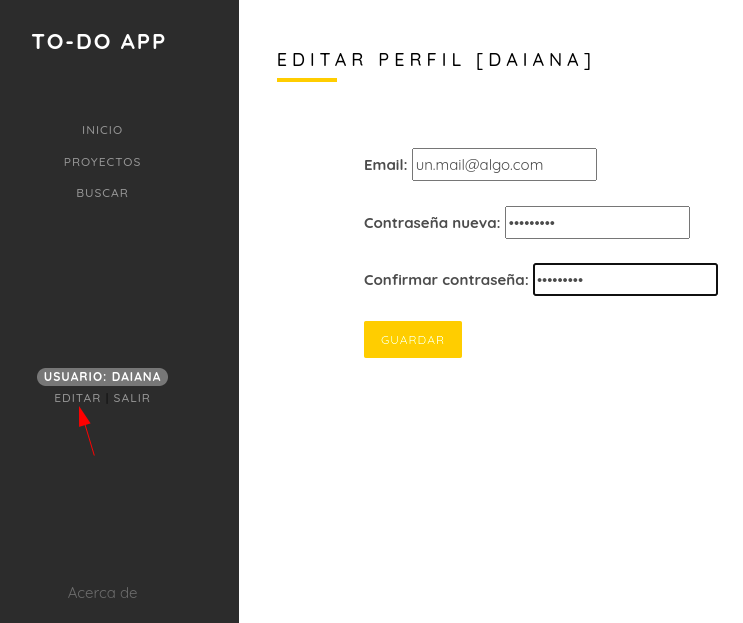 TO-DO APP
INICIO
PROYECTOS
BUSCAR
USUARIO: DAIANA
EDITAR | SALIR
Acerca de
EDITAR PERFIL [DAIANA]
Email: un.mail@algo.com
Contraseña nueva: •••••••••
Confirmar contraseña: •••••••••
GUARDAR